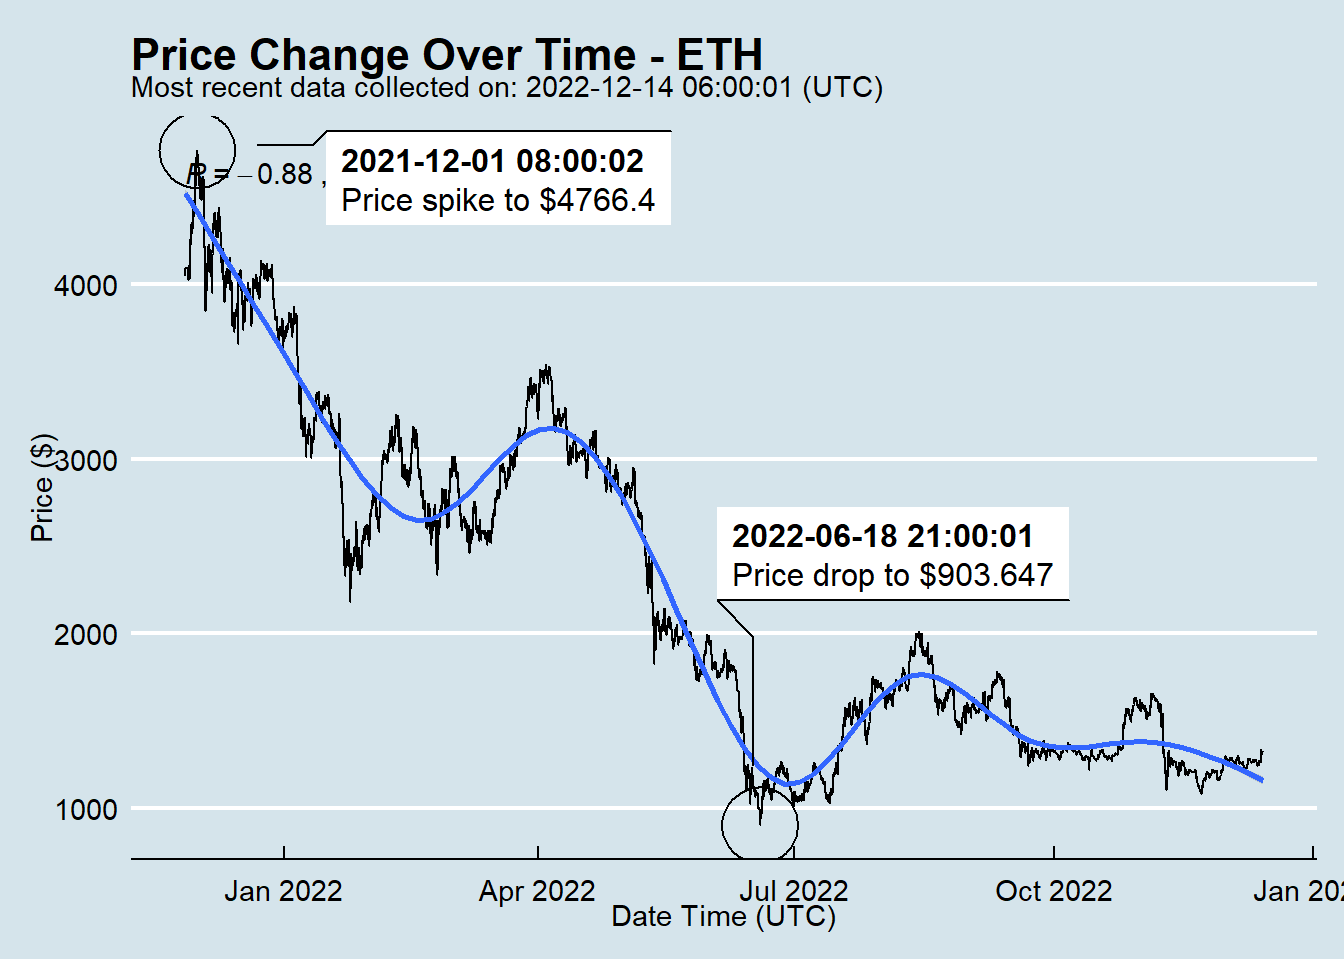 Price Change Over Time - ETH
Most recent data collected on: 2022-12-14 06:00:01 (UTC)
R = −0.88 ,
2021-12-01 08:00:02
Price spike to $4766.4
4000
3000
2000
1000
Price ($)
2022-06-18 21:00:01
Price drop to $903.647
Jan 2022
Apr 2022
Jul 2022
Oct 2022
Jan 202
Date Time (UTC)